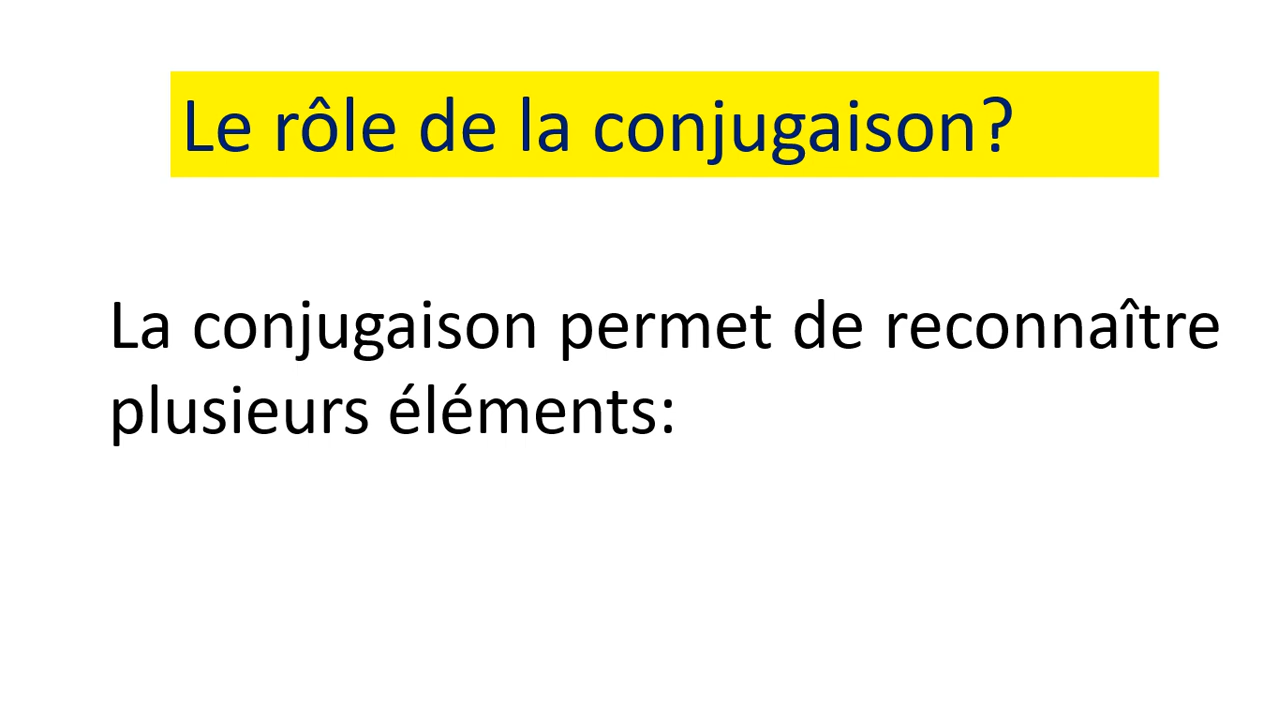 Le rôle de la conjugaison?
La conjugaison permet de reconnaître
plusieurs éléments: